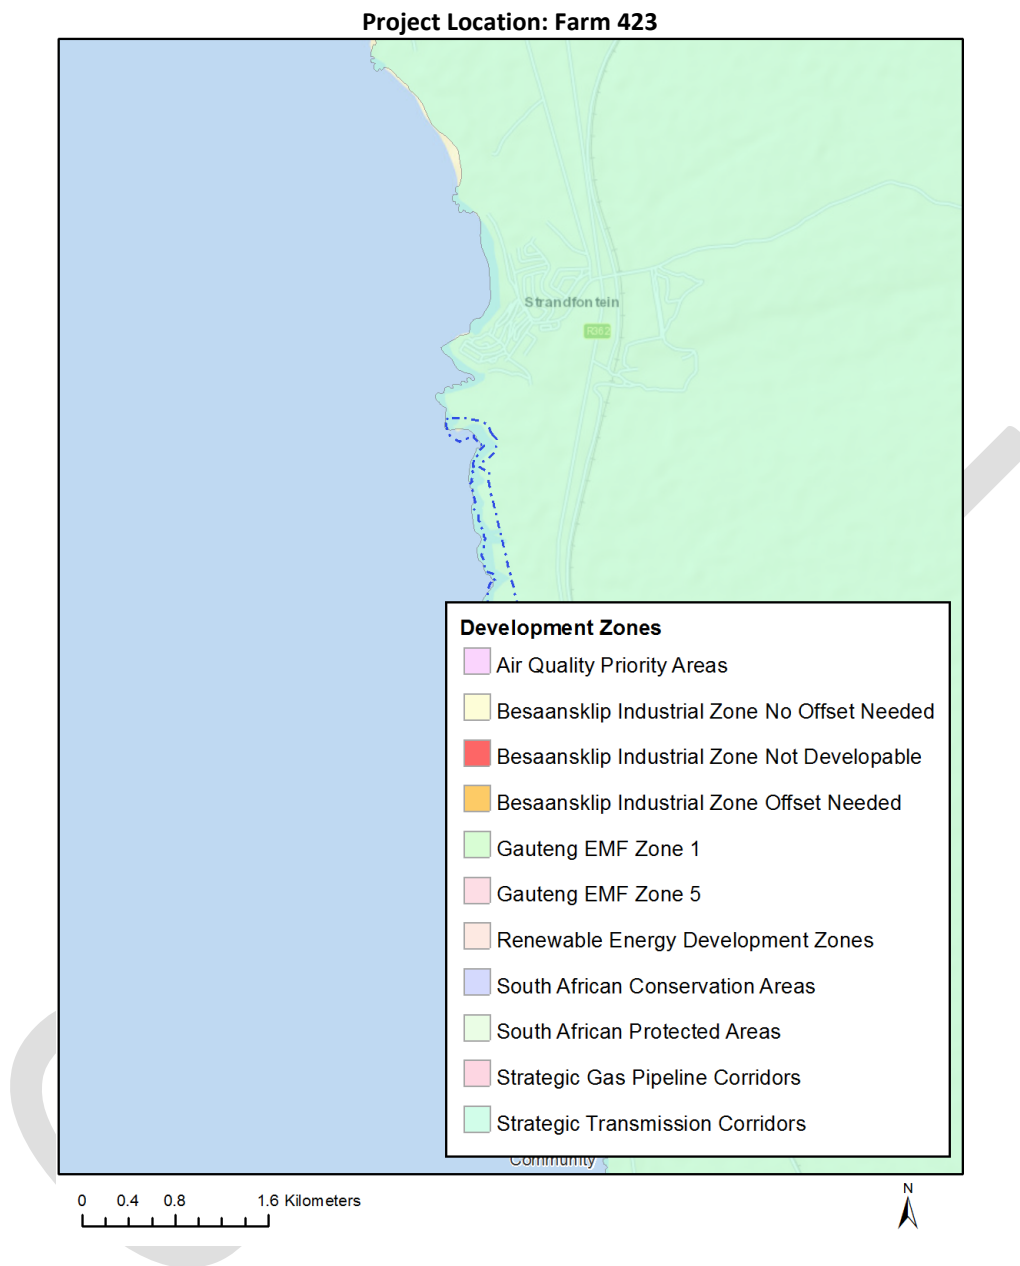 Project Location: Farm 423
Strandfontein
R362
Development Zones
Air Quality Priority Areas
Besaansklip Industrial Zone No Offset Needed
Besaansklip Industrial Zone Not Developable
Besaansklip Industrial Zone Offset Needed
Gauteng EMF Zone 1
Gauteng EMF Zone 5
Renewable Energy Development Zones
South African Conservation Areas
South African Protected Areas
Strategic Gas Pipeline Corridors
Strategic Transmission Corridors
Community
0 0.4 0.8 1.6 Kilometers
N